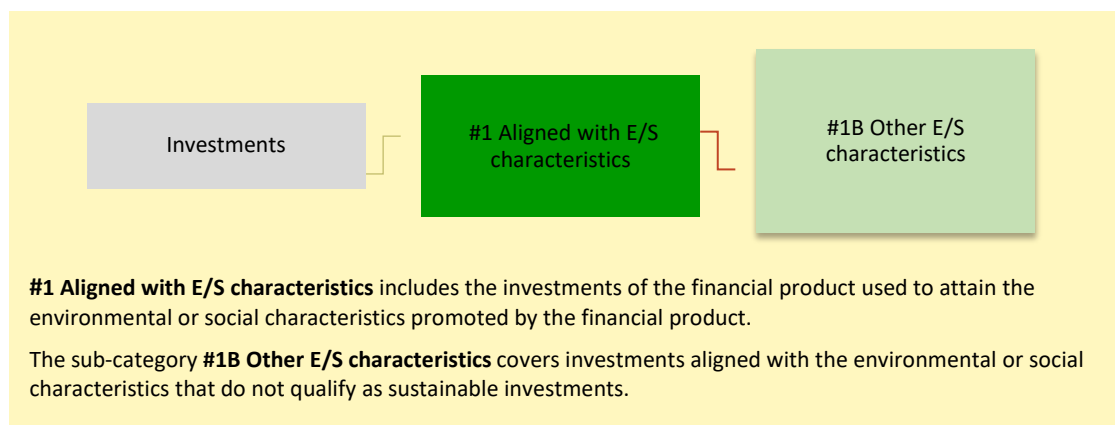 Investments
#1 Aligned with E/S
characteristics
#1B Other E/S
characteristics
#1 Aligned with E/S characteristics includes the investments of the financial product used to attain the
environmental or social characteristics promoted by the financial product.
The sub-category #1B Other E/S characteristics covers investments aligned with the environmental or social
characteristics that do not qualify as sustainable investments.